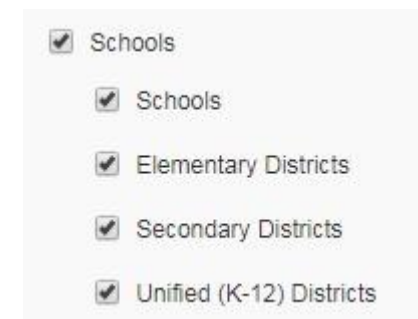 Schools
Schools
Elementary Districts
Secondary Districts
Unified (K-12) Districts